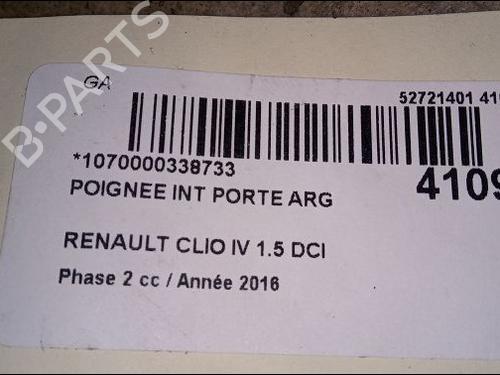 B-PARTS
GA
52721401 41
*1070000338733
4109
POIGNEE INT PORTE ARG
RENAULT CLIO IV 1.5 DCI
Phase 2 cc / Année 2016